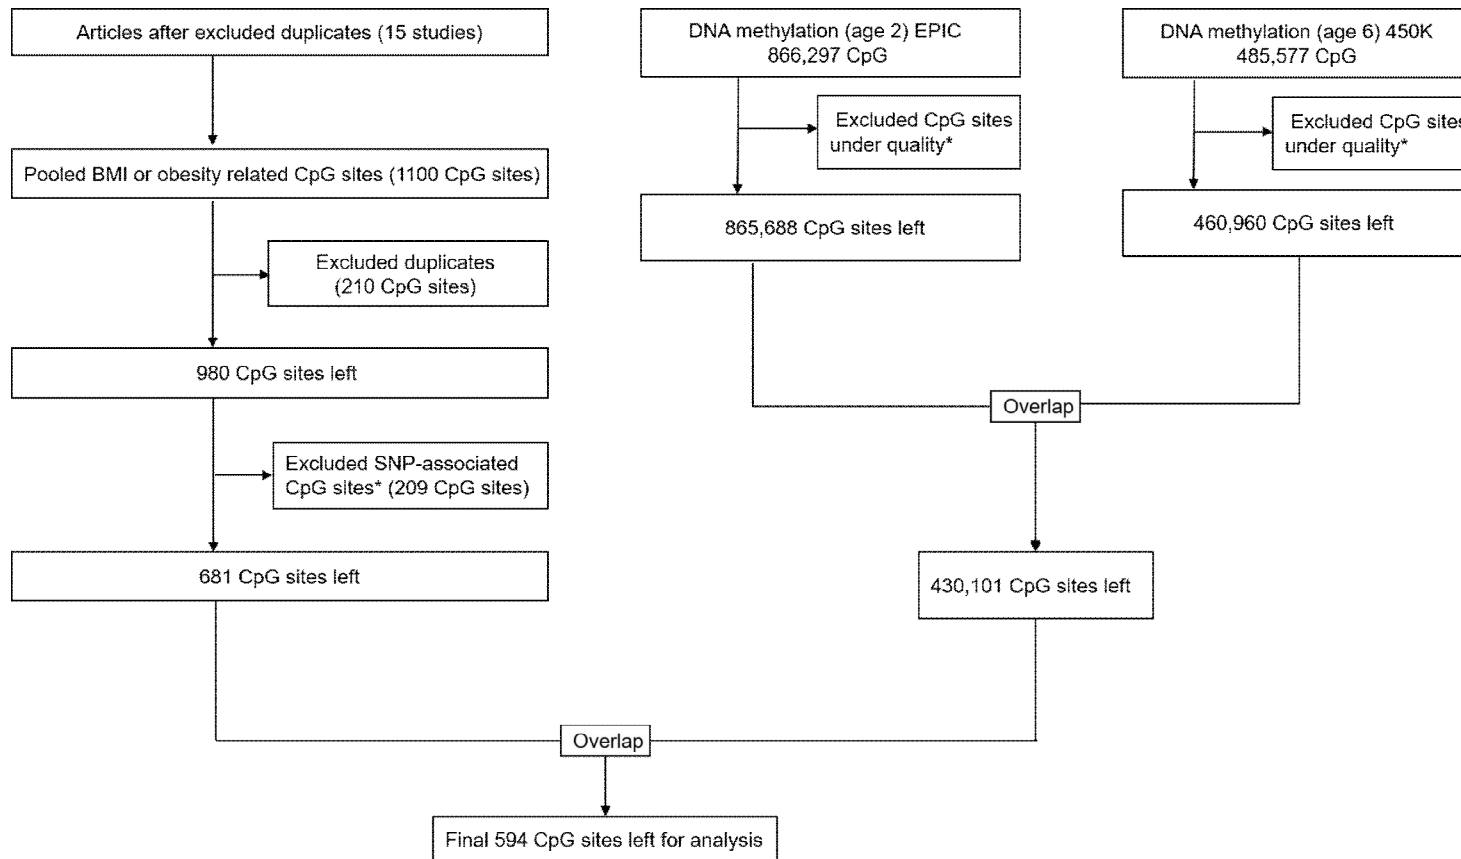 Articles after excluded duplicates (15 studies)
Pooled BMI or obesity related CpG sites (1100 CpG sites)
Excluded duplicates
(210 CpG sites)
980 CpG sites left
Excluded SNP-associated
CpG sites* (209 CpG sites)
681 CpG sites left
DNA methylation (age 2) EPIC
866,297 CpG
Excluded CpG sites
under quality*
865,688 CpG sites left
DNA methylation (age 6) 450K
485,577 CpG
Excluded CpG sites
under quality*
460,960 CpG sites left
Overlap
430,101 CpG sites left
Overlap
Final 594 CpG sites left for analysis